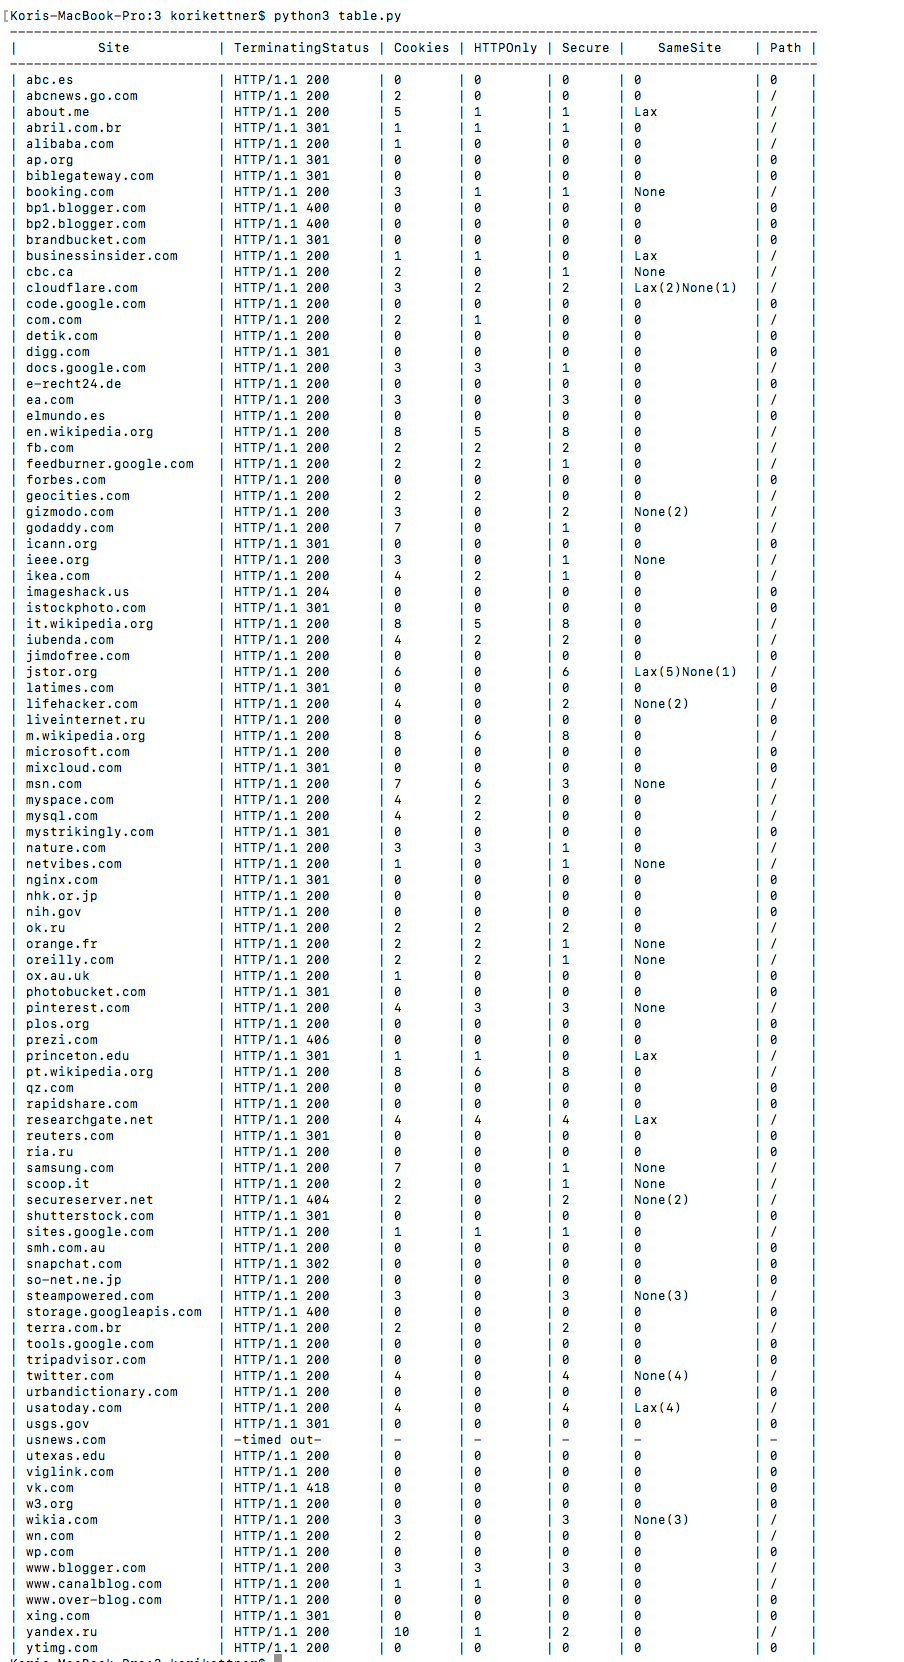 [Koris-MacBook-Pro:3 korikettner$ python3 table.py
| Site | TerminatingStatus | Cookies | HTTPOnly | Secure | SameSite | Path |
| abc.es | HTTP/1.1 200 | 0 | 0 | 0 | 0 | 0 |
| abcnews.go.com | HTTP/1.1 200 | 2 | 0 | 0 | 0 | / |
| about.me | HTTP/1.1 200 | 5 | 1 | 1 | Lax | / |
| abril.com.br | HTTP/1.1 301 | 1 | 1 | 1 | 0 | / |
| alibaba.com | HTTP/1.1 200 | 1 | 0 | 0 | 0 | / |
| ap.org | HTTP/1.1 301 | 0 | 0 | 0 | 0 | 0 |
| biblegateway.com | HTTP/1.1 301 | 0 | 0 | 0 | 0 | 0 |
| booking.com | HTTP/1.1 200 | 3 | 1 | 1 | None | / |
| bp1.blogger.com | HTTP/1.1 400 | 0 | 0 | 0 | 0 | 0 |
| bp2.blogger.com | HTTP/1.1 400 | 0 | 0 | 0 | 0 | 0 |
| brandbucket.com | HTTP/1.1 301 | 0 | 0 | 0 | 0 | 0 |
| businessinsider.com | HTTP/1.1 200 | 1 | 1 | 0 | Lax | / |
| cbc.ca | HTTP/1.1 200 | 2 | 0 | 1 | None | / |
| cloudflare.com | HTTP/1.1 200 | 3 | 2 | 2 | Lax(2)None(1) | / |
| code.google.com | HTTP/1.1 200 | 0 | 0 | 0 | 0 | 0 |
| com.com | HTTP/1.1 200 | 2 | 1 | 0 | 0 | / |
| detik.com | HTTP/1.1 200 | 0 | 0 | 0 | 0 | 0 |
| digg.com | HTTP/1.1 301 | 0 | 0 | 0 | 0 | 0 |
| docs.google.com | HTTP/1.1 200 | 3 | 3 | 1 | 0 | / |
| e-recht24.de | HTTP/1.1 200 | 0 | 0 | 0 | 0 | 0 |
| ea.com | HTTP/1.1 200 | 3 | 0 | 3 | 0 | / |
| elmundo.es | HTTP/1.1 200 | 0 | 0 | 0 | 0 | 0 |
| en.wikipedia.org | HTTP/1.1 200 | 8 | 5 | 8 | 0 | / |
| fb.com | HTTP/1.1 200 | 2 | 2 | 2 | 0 | / |
| feedburner.google.com | HTTP/1.1 200 | 2 | 2 | 1 | 0 | / |
| forbes.com | HTTP/1.1 200 | 0 | 0 | 0 | 0 | 0 |
| geocities.com | HTTP/1.1 200 | 2 | 2 | 0 | 0 | / |
| gizmodo.com | HTTP/1.1 200 | 3 | 0 | 2 | None(2) | / |
| godaddy.com | HTTP/1.1 200 | 7 | 0 | 1 | 0 | / |
| icann.org | HTTP/1.1 301 | 0 | 0 | 0 | 0 | 0 |
| ieee.org | HTTP/1.1 200 | 3 | 0 | 1 | None | / |
| ikea.com | HTTP/1.1 200 | 4 | 2 | 1 | 0 | / |
| imageshack.us | HTTP/1.1 204 | 0 | 0 | 0 | 0 | 0 |
| istockphoto.com | HTTP/1.1 301 | 0 | 0 | 0 | 0 | 0 |
| it.wikipedia.org | HTTP/1.1 200 | 8 | 5 | 8 | 0 | / |
| iubenda.com | HTTP/1.1 200 | 4 | 2 | 2 | 0 | / |
| jimdofree.com | HTTP/1.1 200 | 0 | 0 | 0 | 0 | 0 |
| jstor.org | HTTP/1.1 200 | 6 | 0 | 6 | Lax(5)None(1) | / |
| latimes.com | HTTP/1.1 301 | 0 | 0 | 0 | 0 | 0 |
| lifehacker.com | HTTP/1.1 200 | 4 | 0 | 2 | None(2) | / |
| liveinternet.ru | HTTP/1.1 200 | 0 | 0 | 0 | 0 | 0 |
| m.wikipedia.org | HTTP/1.1 200 | 8 | 6 | 8 | 0 | / |
| microsoft.com | HTTP/1.1 200 | 0 | 0 | 0 | 0 | 0 |
| mixcloud.com | HTTP/1.1 301 | 0 | 0 | 0 | 0 | 0 |
| msn.com | HTTP/1.1 200 | 7 | 6 | 3 | None | / |
| myspace.com | HTTP/1.1 200 | 4 | 2 | 0 | 0 | / |
| mysql.com | HTTP/1.1 200 | 4 | 2 | 0 | 0 | / |
| mystrikingly.com | HTTP/1.1 301 | 0 | 0 | 0 | 0 | 0 |
| nature.com | HTTP/1.1 200 | 3 | 3 | 1 | 0 | / |
| netvibes.com | HTTP/1.1 200 | 1 | 0 | 1 | None | / |
| nginx.com | HTTP/1.1 301 | 0 | 0 | 0 | 0 | 0 |
| nhk.or.jp | HTTP/1.1 200 | 0 | 0 | 0 | 0 | 0 |
| nih.gov | HTTP/1.1 200 | 0 | 0 | 0 | 0 | 0 |
| ok.ru | HTTP/1.1 200 | 2 | 2 | 2 | 0 | / |
| orange.fr | HTTP/1.1 200 | 2 | 2 | 1 | None | / |
| oreilly.com | HTTP/1.1 200 | 2 | 2 | 1 | None | / |
| ox.au.uk | HTTP/1.1 200 | 1 | 0 | 0 | 0 | 0 |
| photobucket.com | HTTP/1.1 301 | 0 | 0 | 0 | 0 | 0 |
| pinterest.com | HTTP/1.1 200 | 4 | 3 | 3 | None | / |
| plos.org | HTTP/1.1 200 | 0 | 0 | 0 | 0 | 0 |
| prezi.com | HTTP/1.1 406 | 0 | 0 | 0 | 0 | 0 |
| princeton.edu | HTTP/1.1 301 | 1 | 1 | 0 | Lax | / |
| pt.wikipedia.org | HTTP/1.1 200 | 8 | 6 | 8 | 0 | / |
| qz.com | HTTP/1.1 200 | 0 | 0 | 0 | 0 | 0 |
| rapidshare.com | HTTP/1.1 200 | 0 | 0 | 0 | 0 | 0 |
| researchgate.net | HTTP/1.1 200 | 4 | 4 | 4 | Lax | / |
| reuters.com | HTTP/1.1 301 | 0 | 0 | 0 | 0 | 0 |
| ria.ru | HTTP/1.1 200 | 0 | 0 | 0 | 0 | 0 |
| samsung.com | HTTP/1.1 200 | 7 | 0 | 1 | None | / |
| scoop.it | HTTP/1.1 200 | 2 | 0 | 1 | None | / |
| secureserver.net | HTTP/1.1 404 | 2 | 0 | 2 | None(2) | / |
| shutterstock.com | HTTP/1.1 301 | 0 | 0 | 0 | 0 | 0 |
| sites.google.com | HTTP/1.1 200 | 1 | 1 | 1 | 0 | / |
| smh.com.au | HTTP/1.1 200 | 0 | 0 | 0 | 0 | 0 |
| snapchat.com | HTTP/1.1 302 | 0 | 0 | 0 | 0 | 0 |
| so-net.ne.jp | HTTP/1.1 200 | 0 | 0 | 0 | 0 | 0 |
| steampowered.com | HTTP/1.1 200 | 3 | 0 | 3 | None(3) | / |
| storage.googleapis.com | HTTP/1.1 400 | 0 | 0 | 0 | 0 | 0 |
| terra.com.br | HTTP/1.1 200 | 2 | 0 | 2 | 0 | / |
| tools.google.com | HTTP/1.1 200 | 0 | 0 | 0 | 0 | 0 |
| tripadvisor.com | HTTP/1.1 200 | 0 | 0 | 0 | 0 | 0 |
| twitter.com | HTTP/1.1 200 | 4 | 0 | 4 | None(4) | / |
| urbandictionary.com | HTTP/1.1 200 | 0 | 0 | 0 | 0 | 0 |
| usatoday.com | HTTP/1.1 200 | 4 | 0 | 4 | Lax(4) | / |
| usgs.gov | HTTP/1.1 301 | 0 | 0 | 0 | 0 | 0 |
| usnews.com | -timed out- | - | - | - | - | - |
| utexas.edu | HTTP/1.1 200 | 0 | 0 | 0 | 0 | 0 |
| viglink.com | HTTP/1.1 200 | 0 | 0 | 0 | 0 | 0 |
| vk.com | HTTP/1.1 418 | 0 | 0 | 0 | 0 | 0 |
| w3.org | HTTP/1.1 200 | 0 | 0 | 0 | 0 | 0 |
| wikia.com | HTTP/1.1 200 | 3 | 0 | 3 | None(3) | / |
| wn.com | HTTP/1.1 200 | 2 | 0 | 0 | 0 | / |
| wp.com | HTTP/1.1 200 | 0 | 0 | 0 | 0 | 0 |
| www.blogger.com | HTTP/1.1 200 | 3 | 3 | 3 | 0 | / |
| www.canalblog.com | HTTP/1.1 200 | 1 | 1 | 0 | 0 | / |
| www.over-blog.com | HTTP/1.1 200 | 0 | 0 | 0 | 0 | 0 |
| xing.com | HTTP/1.1 301 | 0 | 0 | 0 | 0 | 0 |
| yandex.ru | HTTP/1.1 200 | 10 | 1 | 2 | 0 | / |
| ytimg.com | HTTP/1.1 200 | 0 | 0 | 0 | 0 | 0 |
Koris-MacBook-Pro:3 korikettner$